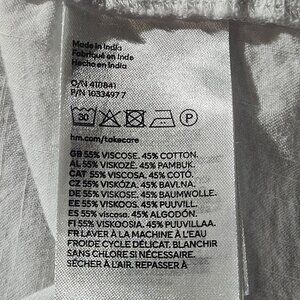 Made in India
Fabriqué en Inde
Hecho en India
O/N 411841
P/N 10334977
30 P
hm.com/takecare
GB 55% VISCOSE. 45% COTTON.
AL 55% VISKOZË. 45% PAMBUK.
CAT 55% VISCOSA. 45% COTÓ.
CZ 55% VISKÓZA. 45% BAVLNA.
DE 55% VISKOSE. 45% BAUMWOLLE.
EE 55% VISKOOS. 45% PUUVILL.
ES 55% viscosa. 45% ALGODÓN.
FI 55% VISKOOSIA. 45% PUUVILLAA.
FR LAVER À LA MACHINE À L'EAU
FROIDE CYCLE DÉLICAT. BLANCHIR
SANS CHLORE SI NÉCESSAIRE.
SÉCHER À L'AIR. REPASSER À